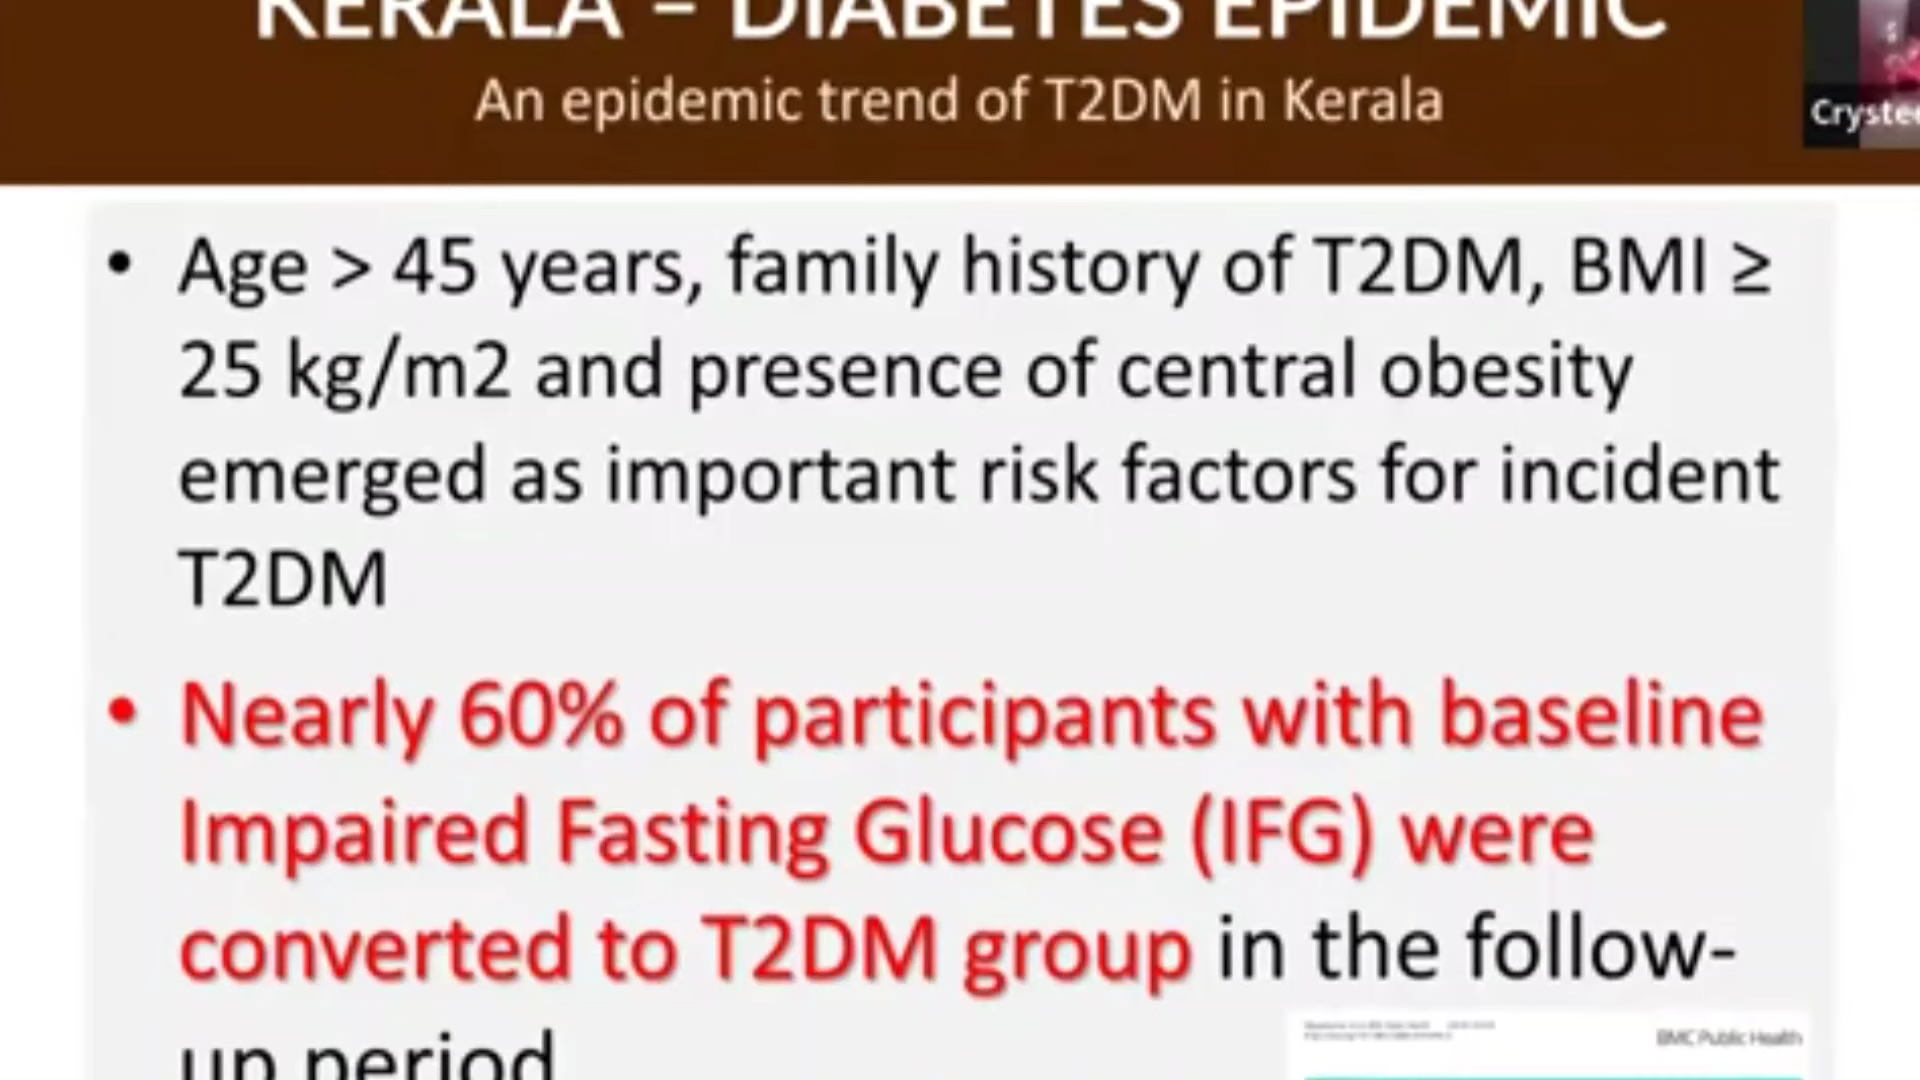 KERALA – DIABETES EPIDEMIC
An epidemic trend of T2DM in Kerala
• Age > 45 years, family history of T2DM, BMI ≥
25 kg/m2 and presence of central obesity
emerged as important risk factors for incident
T2DM
• Nearly 60% of participants with baseline
Impaired Fasting Glucose (IFG) were
converted to T2DM group in the follow-
up period
BMC Public Health